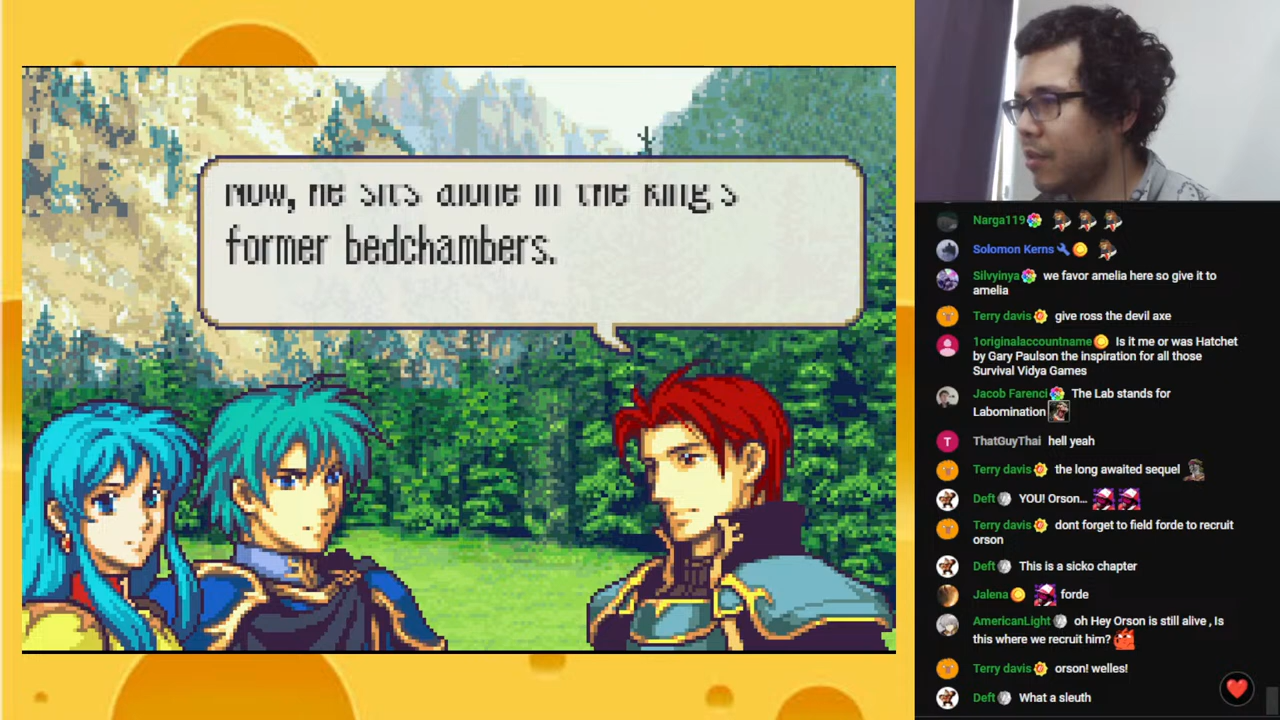 Now, he sits alone in the king's
former bedchambers.
Narga119
Solomon Kerns
Silvyinya we favor amelia here so give it to
amelia
Terry davis give ross the devil axe
1originalaccountname Is it me or was Hatchet
by Gary Paulson the inspiration for all those
Survival Vidya Games
Jacob Farenci The Lab stands for
Labomination
T ThatGuyThai hell yeah
Terry davis the long awaited sequel
Deft YOU! Orson...
Terry davis dont forget to field forde to recruit
orson
Deft This is a sicko chapter
Jalena forde
AmericanLight oh Hey Orson is still alive , Is
this where we recruit him?
Terry davis orson! welles!
Deft What a sleuth